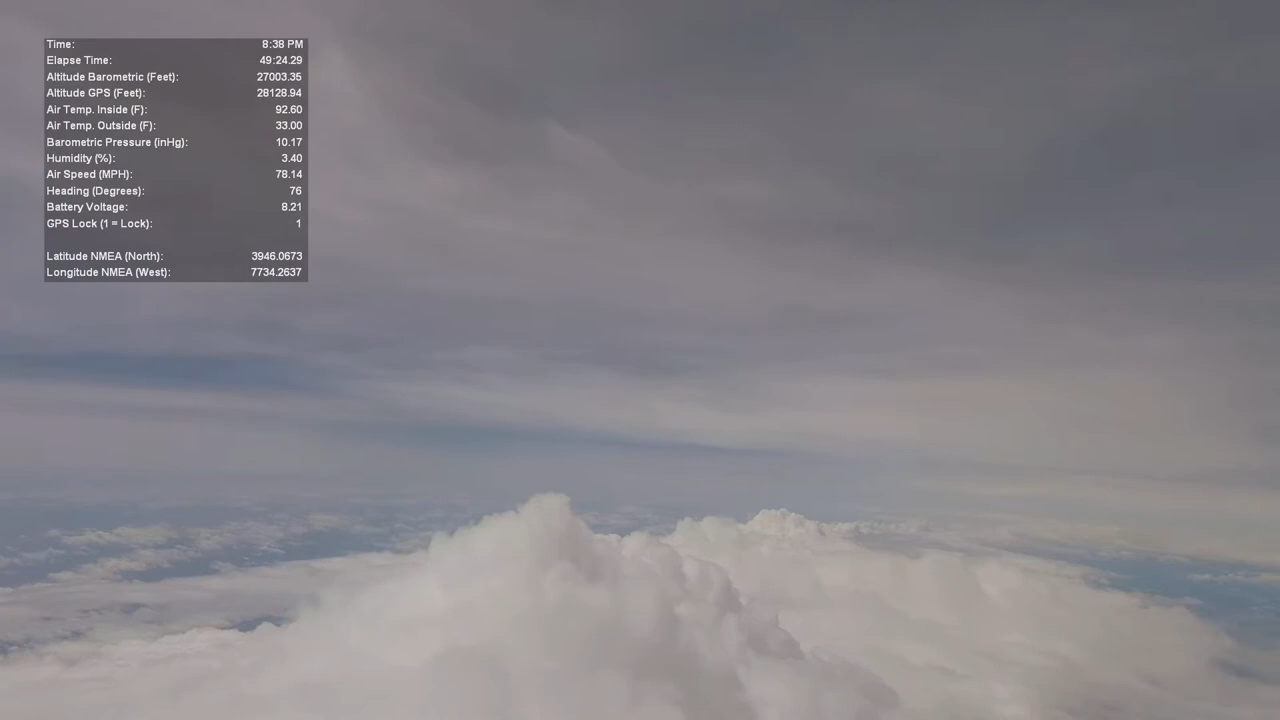 Time: 8:38 PM
Elapse Time: 49:24.29
Altitude Barometric (Feet): 27003.35
Altitude GPS (Feet): 28128.94
Air Temp. Inside (F): 92.60
Air Temp. Outside (F): 33.00
Barometric Pressure (inHg): 10.17
Humidity (%): 3.40
Air Speed (MPH): 78.14
Heading (Degrees): 76
Battery Voltage: 8.21
GPS Lock (1 = Lock): 1
Latitude NMEA (North): 3946.0673
Longitude NMEA (West): 7734.2637